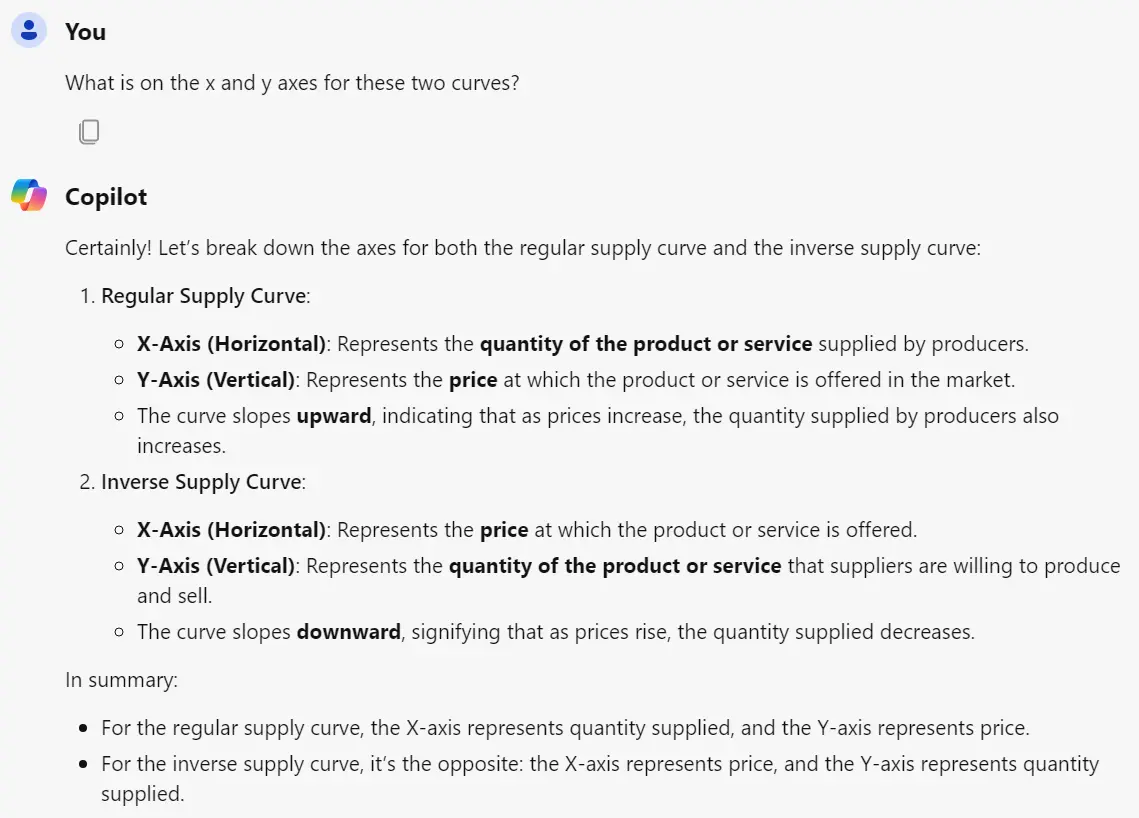 You
What is on the x and y axes for these two curves?
Copilot
Certainly! Let’s break down the axes for both the regular supply curve and the inverse supply curve:
1. Regular Supply Curve:
○ X-Axis (Horizontal): Represents the quantity of the product or service supplied by producers.
○ Y-Axis (Vertical): Represents the price at which the product or service is offered in the market.
○ The curve slopes upward, indicating that as prices increase, the quantity supplied by producers also
increases.
2. Inverse Supply Curve:
○ X-Axis (Horizontal): Represents the price at which the product or service is offered.
○ Y-Axis (Vertical): Represents the quantity of the product or service that suppliers are willing to produce
and sell.
○ The curve slopes downward, signifying that as prices rise, the quantity supplied decreases.
In summary:
• For the regular supply curve, the X-axis represents quantity supplied, and the Y-axis represents price.
• For the inverse supply curve, it’s the opposite: the X-axis represents price, and the Y-axis represents quantity
supplied.